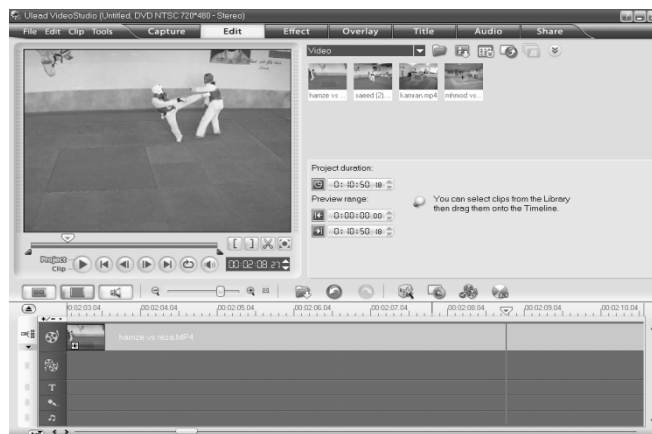 Ulead VideoStudio (Untitled, DVD NTSC 720*480 - Stereo)
File Edit Clip Tools Capture Edit Effect Overlay Title Audio Share
Video
hamze vs ... saeed (2)... kamran.mp4 mhmod vs...
Project duration:
0:10:50.18
Preview range:
0:00:00.00
0:10:50.18
You can select clips from the Library
then drag them onto the Timeline.
[ ]
Project
Clip
00:02:08.27
00:02:03.04 00:02:04.04 00:02:05.04 00:02:06.04 00:02:07.04 00:02:08.04 00:02:09.04 00:02:10.04
+/-
hamze vs reza.MP4
T